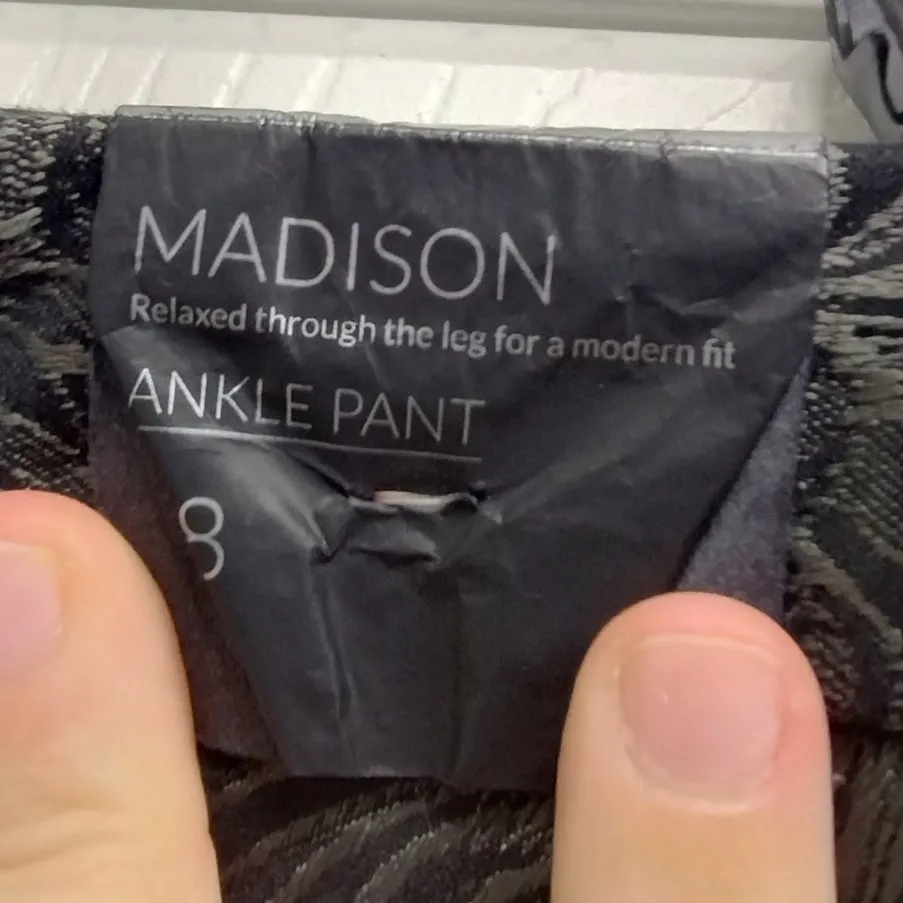 MADISON
Relaxed through the leg for a modern fit
ANKLE PANT
8